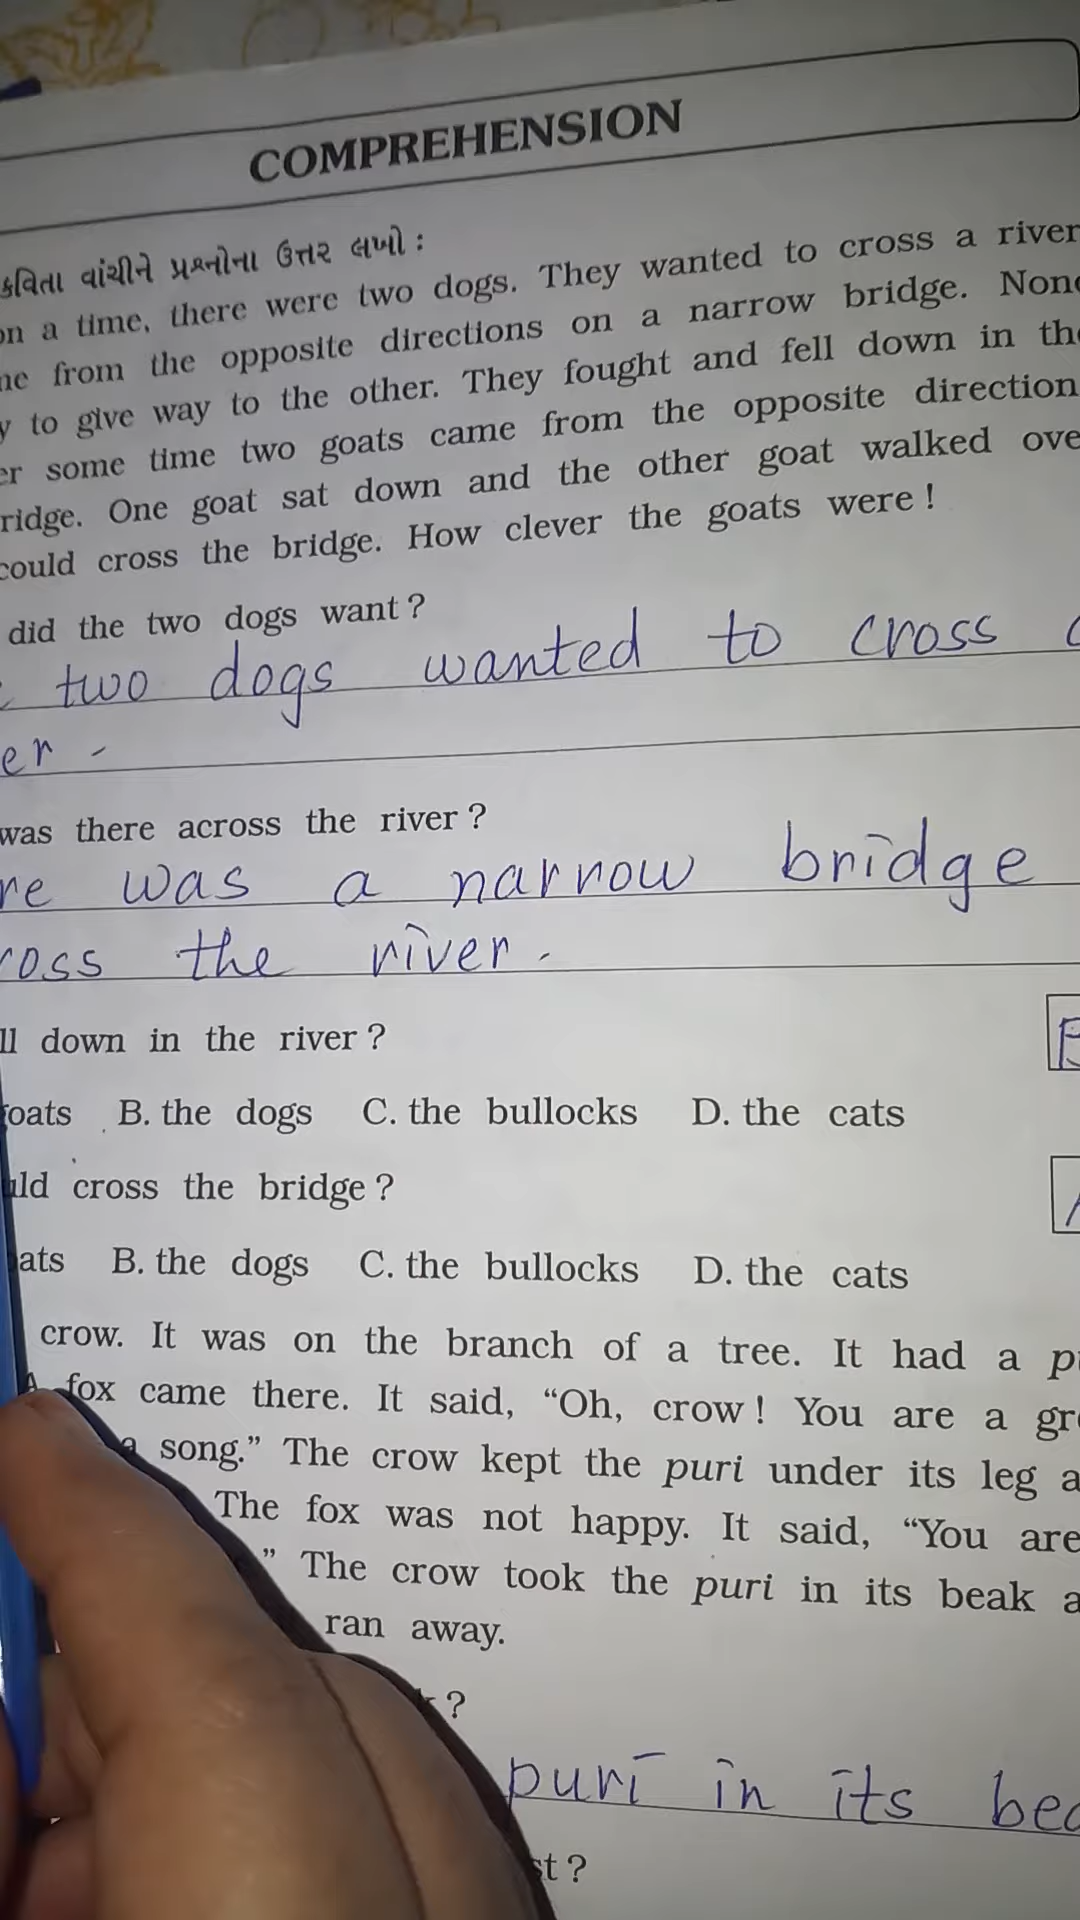 COMPREHENSION
કવિતા વાંચીને પ્રશ્નોના ઉત્તર લખો :
on a time, there were two dogs. They wanted to cross a river
from the opposite directions on a narrow bridge. None
to give way to the other. They fought and fell down in the
some time two goats came from the opposite direction
ridge. One goat sat down and the other goat walked ove
could cross the bridge. How clever the goats were !
did the two dogs want ?
two dogs wanted to cross
er.
was there across the river ?
re was a narrow bridge
ross the river.
ll down in the river ?
B
oats B. the dogs C. the bullocks D. the cats
uld cross the bridge ?
ats B. the dogs C. the bullocks D. the cats
crow. It was on the branch of a tree. It had a p
A fox came there. It said, “Oh, crow ! You are a gr
a song.” The crow kept the puri under its leg a
The fox was not happy. It said, “You are
” The crow took the puri in its beak a
ran away.
?
puri in its bea
st ?